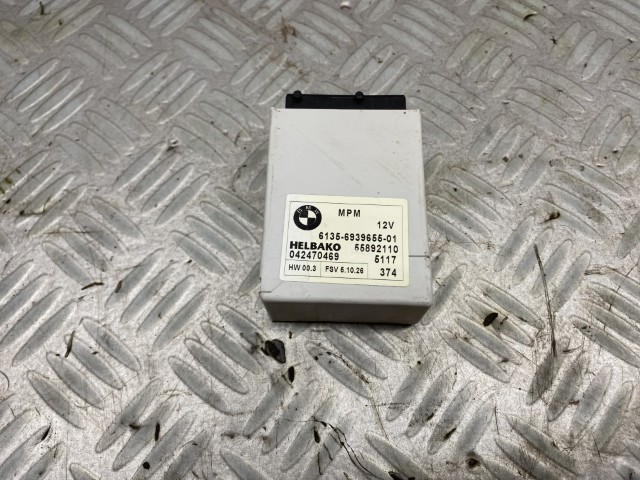 MPM
12V
6135-6939655-01
HELBAKO 55892110
042470469 5117
HW 00.3 FSV 5.10.26 374